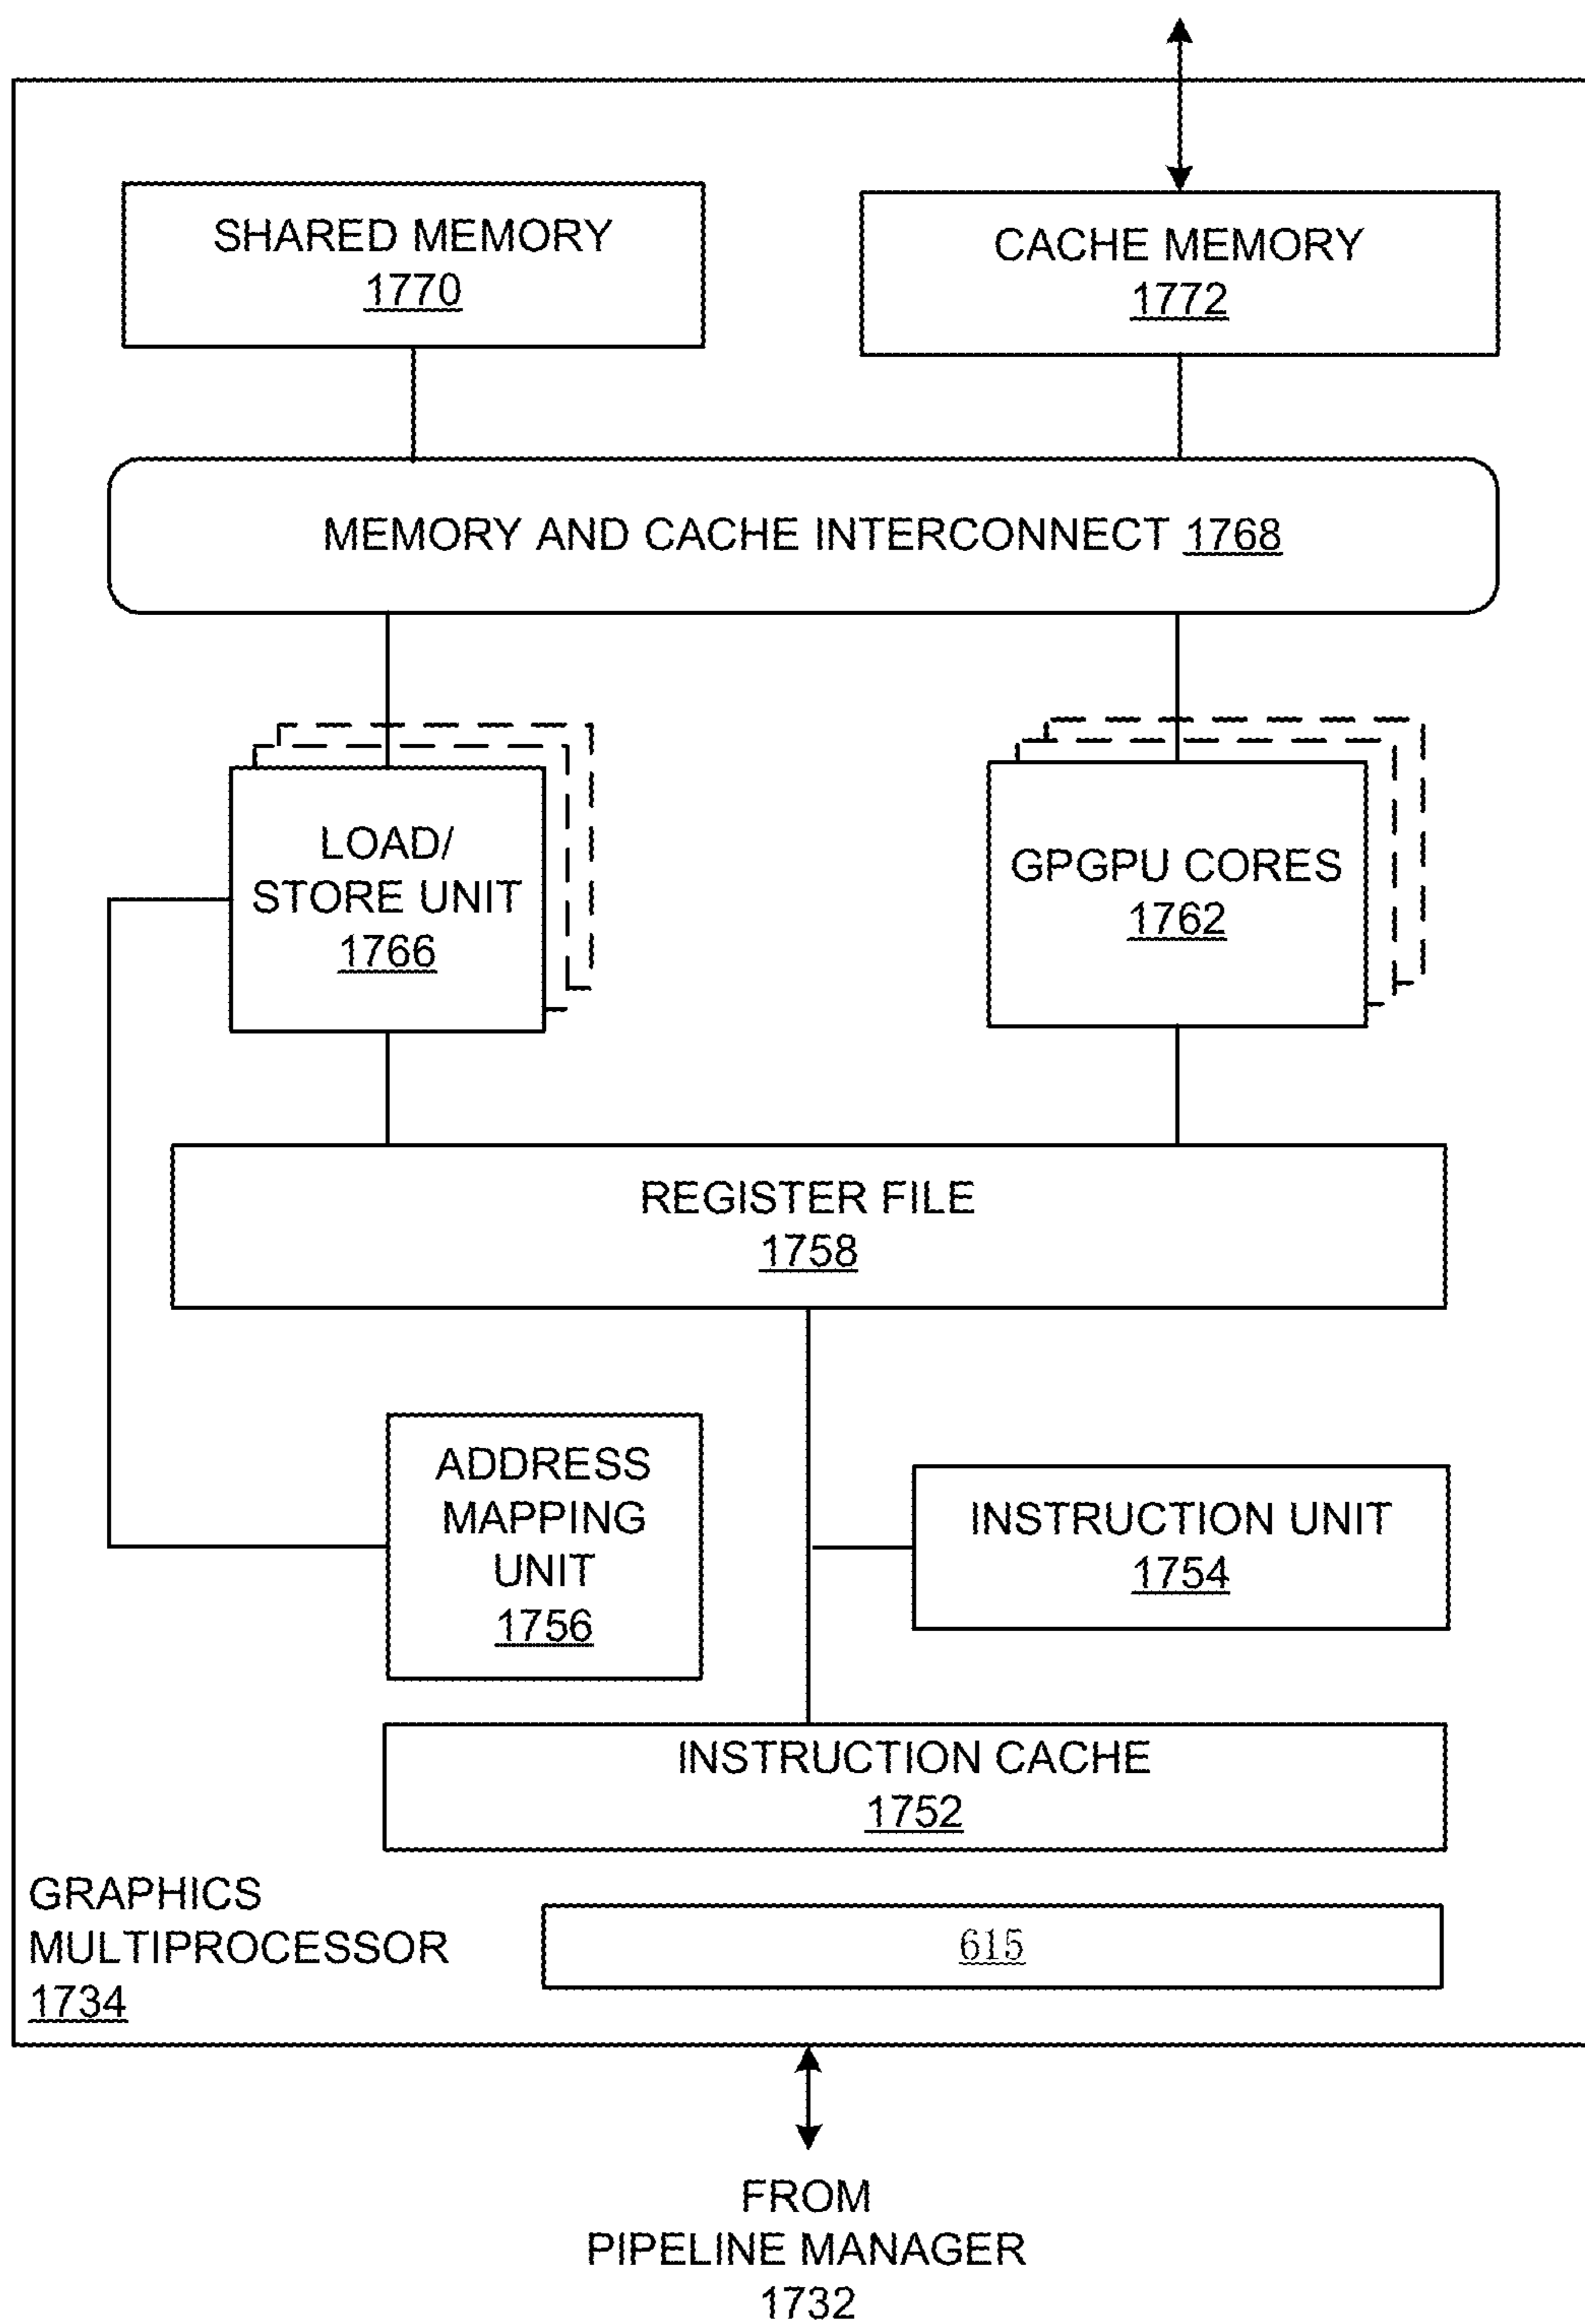 SHARED MEMORY
1770
CACHE MEMORY
1772
MEMORY AND CACHE INTERCONNECT 1768
LOAD/
STORE UNIT
1766
GPGPU CORES
1762
REGISTER FILE
1758
ADDRESS
MAPPING
UNIT
1756
INSTRUCTION UNIT
1754
INSTRUCTION CACHE
1752
GRAPHICS
MULTIPROCESSOR
1734
615
FROM
PIPELINE MANAGER
1732